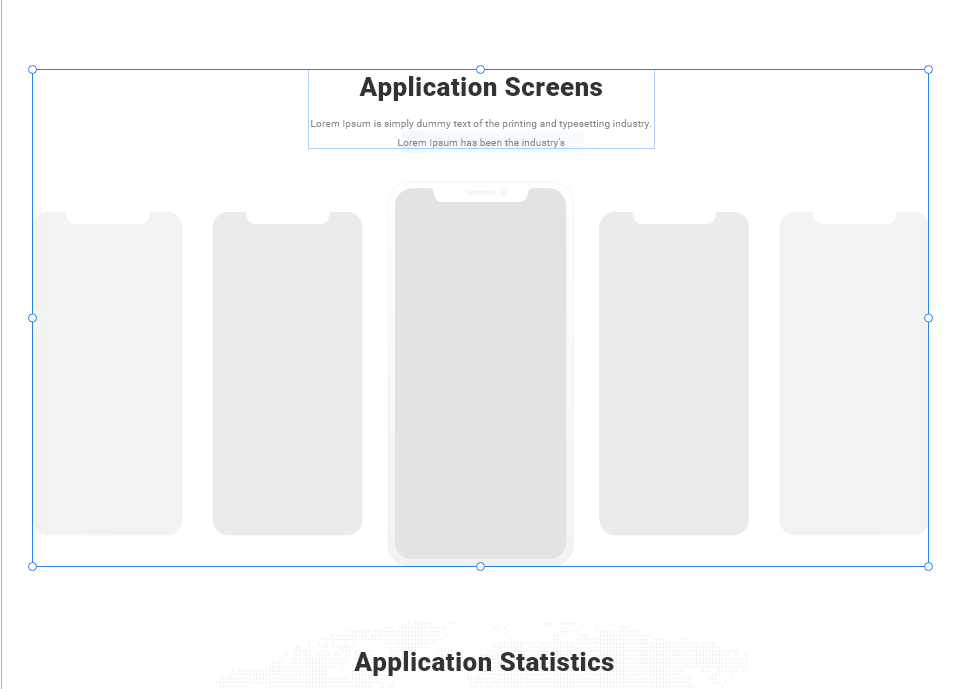 Application Screens
Lorem Ipsum is simply dummy text of the printing and typesetting industry.
Lorem Ipsum has been the industry's
Application Statistics